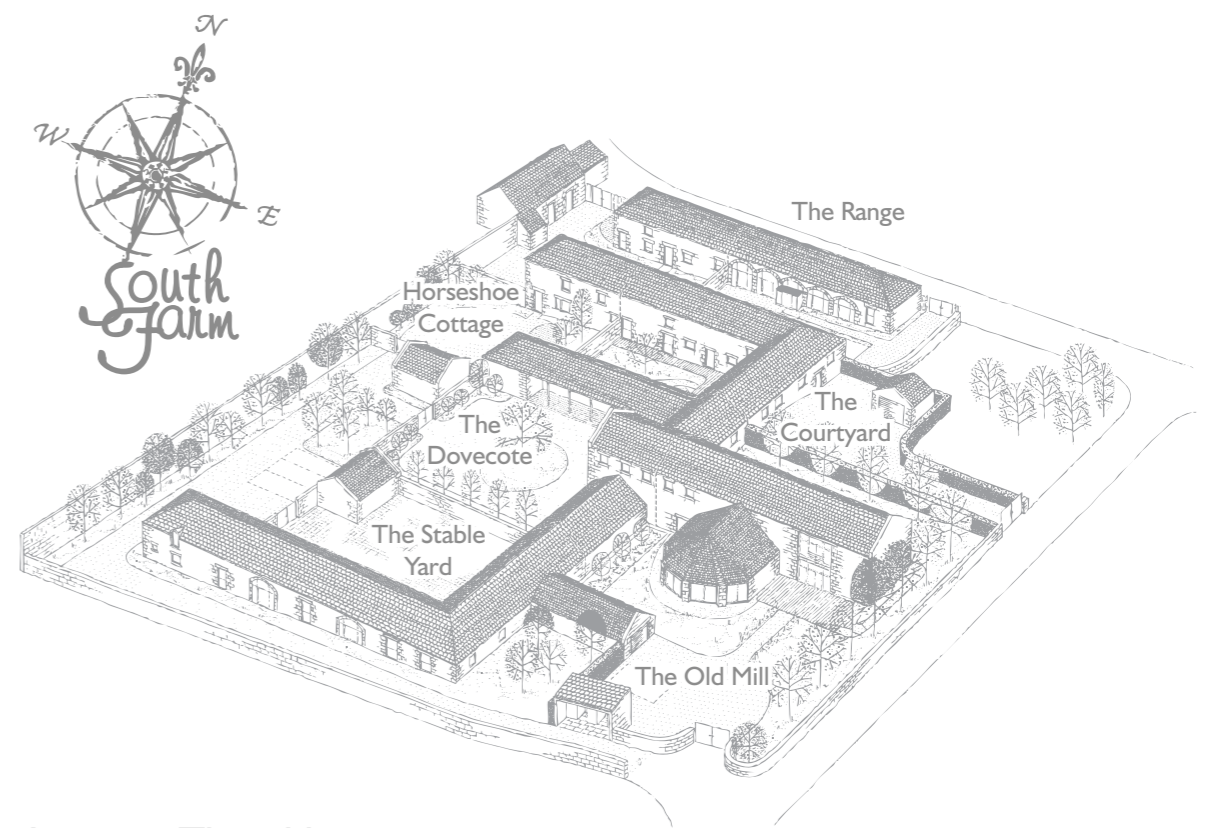 N
W
E
South
Farm
The Range
Horseshoe
Cottage
The
Courtyard
The
Dovecote
The Stable
Yard
The Old Mill